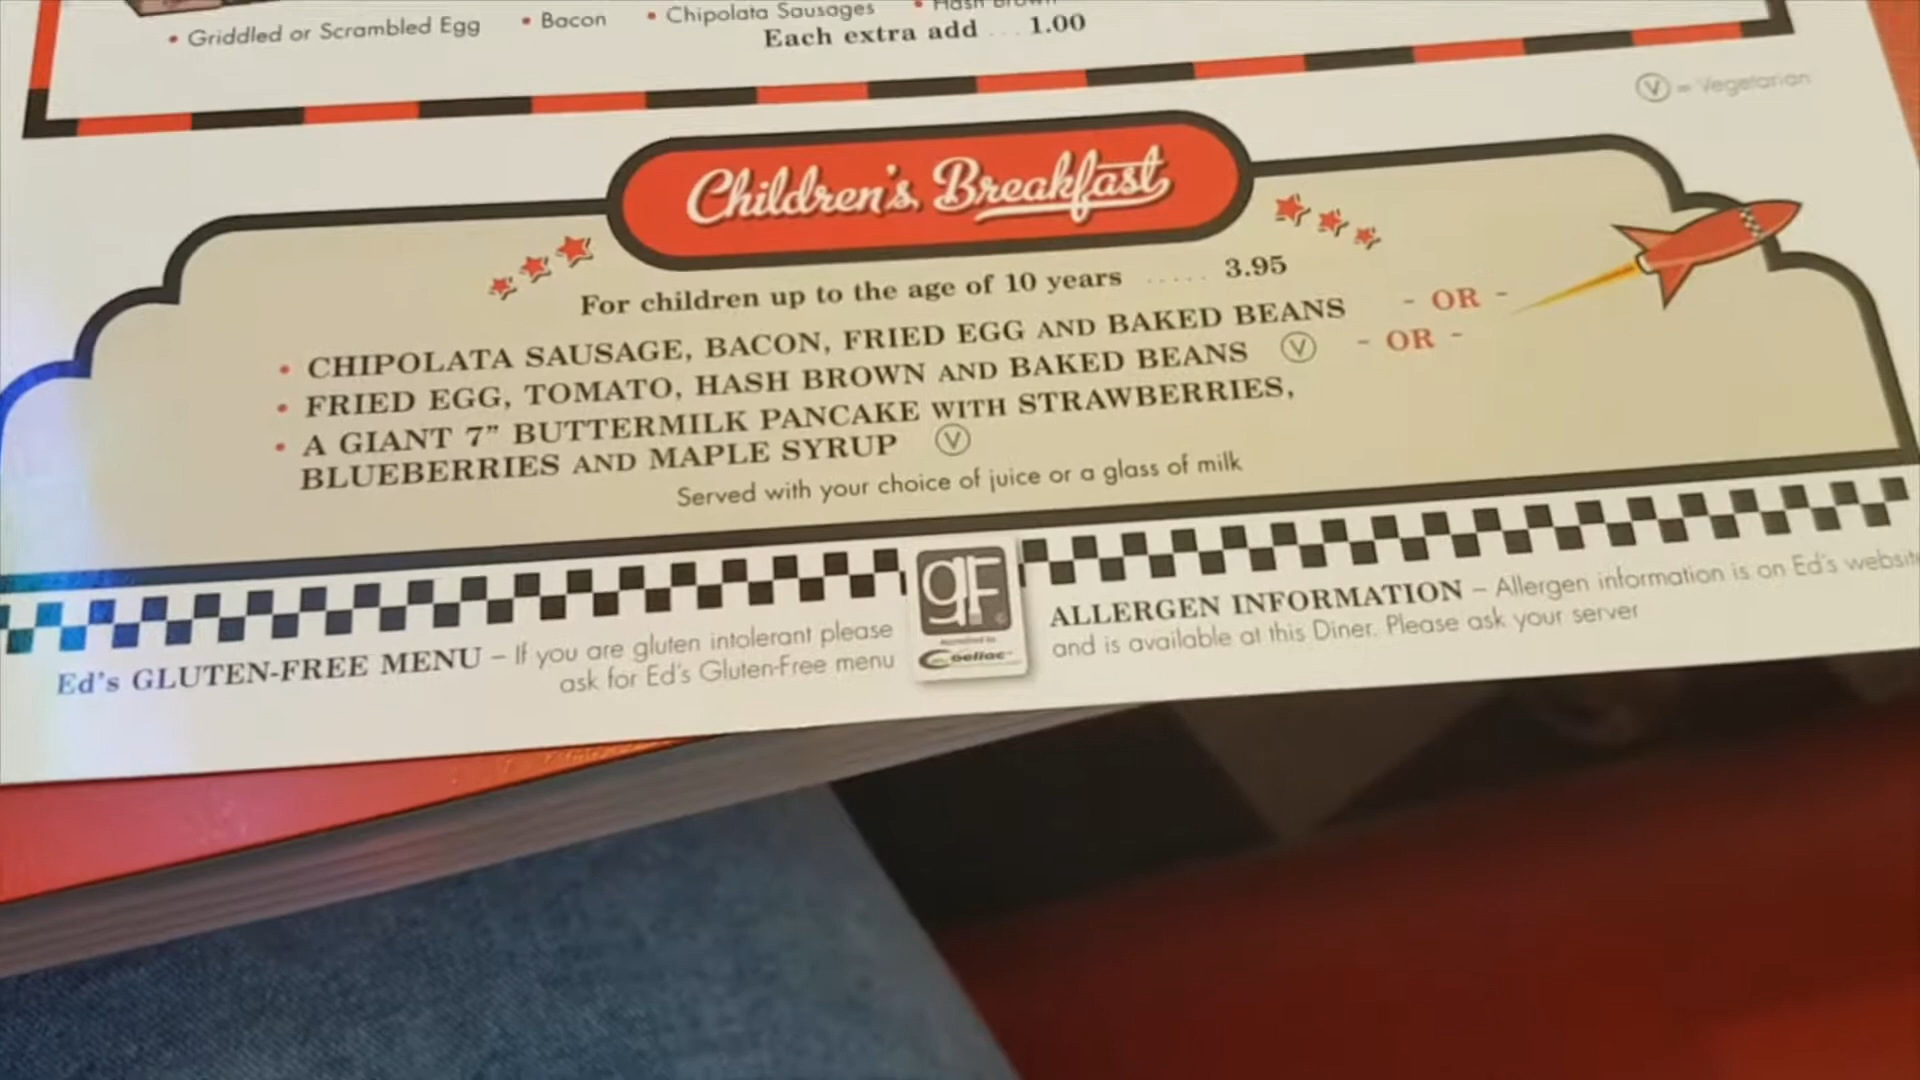 • Griddled or Scrambled Egg • Bacon • Chipolata Sausages • Hash Brown
Each extra add ... 1.00
Ⓥ = Vegetarian
Children's Breakfast
For children up to the age of 10 years ..... 3.95
• CHIPOLATA SAUSAGE, BACON, FRIED EGG AND BAKED BEANS - OR -
• FRIED EGG, TOMATO, HASH BROWN AND BAKED BEANS Ⓥ - OR -
• A GIANT 7” BUTTERMILK PANCAKE WITH STRAWBERRIES,
BLUEBERRIES AND MAPLE SYRUP Ⓥ
Served with your choice of juice or a glass of milk
Ed's GLUTEN-FREE MENU – If you are gluten intolerant please
ask for Ed's Gluten-Free menu
gF
Accredited by
Coeliac
ALLERGEN INFORMATION – Allergen information is on Ed's website
and is available at this Diner. Please ask your server